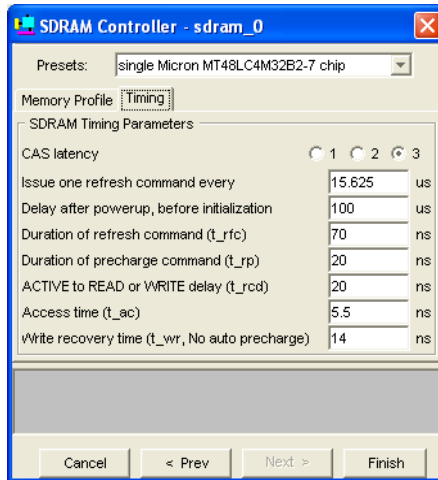 SDRAM Controller - sdram_0
Presets: single Micron MT48LC4M32B2-7 chip
Memory Profile Timing
SDRAM Timing Parameters
CAS latency 1 2 3
Issue one refresh command every 15.625 us
Delay after powerup, before initialization 100 us
Duration of refresh command (t_rfc) 70 ns
Duration of precharge command (t_rp) 20 ns
ACTIVE to READ or WRITE delay (t_rcd) 20 ns
Access time (t_ac) 5.5 ns
Write recovery time (t_wr, No auto precharge) 14 ns
Cancel < Prev Next > Finish